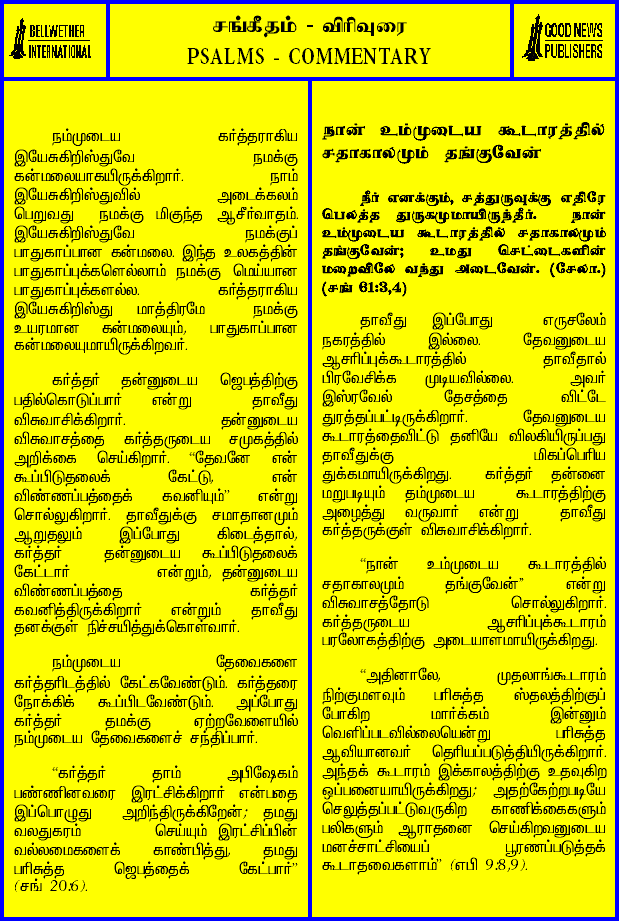 BELLWETHER
INTERNATIONAL
சங்கீதம் - விரிவுரை
PSALMS - COMMENTARY
GOOD NEWS
PUBLISHERS
நம்முடைய கர்த்தராகிய
இயேசுகிறிஸ்துவே நமக்கு
கன்மலையாகயிருக்கிறார். நாம்
இயேசுகிறிஸ்துவில் அடைக்கலம்
பெறுவது நமக்கு மிகுந்த ஆசீர்வாதம்.
இயேசுகிறிஸ்துவே நமக்குப்
பாதுகாப்பான கன்மலை. இந்த உலகத்தின்
பாதுகாப்புக்களெல்லாம் நமக்கு மெய்யான
பாதுகாப்புக்களல்ல. கர்த்தராகிய
இயேசுகிறிஸ்து மாத்திரமே நமக்கு
உயரமான கன்மலையும், பாதுகாப்பான
கன்மலையுமாயிருக்கிறவர்.
கர்த்தர் தன்னுடைய ஜெபத்திற்கு
பதில்கொடுப்பார் என்று தாவீது
விசுவாசிக்கிறார். தன்னுடைய
விசுவாசத்தை கர்த்தருடைய சமுகத்தில்
அறிக்கை செய்கிறார். “தேவனே என்
கூப்பிடுதலைக் கேட்டு, என்
விண்ணப்பத்தைக் கவனியும்” என்று
சொல்லுகிறார். தாவீதுக்கு சமாதானமும்
ஆறுதலும் இப்போது கிடைத்தால்,
கர்த்தர் தன்னுடைய கூப்பிடுதலைக்
கேட்டார் என்றும், தன்னுடைய
விண்ணப்பத்தை கர்த்தர்
கவனித்திருக்கிறார் என்றும் தாவீது
தனக்குள் நிச்சயித்துக்கொள்வார்.
நம்முடைய தேவைகளை
கர்த்தரிடத்தில் கேட்கவேண்டும். கர்த்தரை
நோக்கிக் கூப்பிடவேண்டும். அப்போது
கர்த்தர் தமக்கு ஏற்றவேளையில்
நம்முடைய தேவைகளைச் சந்திப்பார்.
“கர்த்தர் தாம் அபிஷேகம்
பண்ணினவரை இரட்சிக்கிறார் என்பதை
இப்பொழுது அறிந்திருக்கிறேன்; தமது
வலதுகரம் செய்யும் இரட்சிப்பின்
வல்லமைகளைக் காண்பித்து, தமது
பரிசுத்த ஜெபத்தைக் கேட்பார்”
(சங் 20:6).
நான் உம்முடைய கூடாரத்தில்
சதாகாலமும் தங்குவேன்
நீர் எனக்கும், சத்துருவுக்கு எதிரே
பெலத்த துருகமுமாயிருந்தீர். நான்
உம்முடைய கூடாரத்தில் சதாகாலமும்
தங்குவேன்; உமது செட்டைகளின்
மறைவிலே வந்து அடைவேன். (சேலா.)
(சங் 61:3,4)
தாவீது இப்போது எருசலேம்
நகரத்தில் இல்லை. தேவனுடைய
ஆசரிப்புக்கூடாரத்தில் தாவீதால்
பிரவேசிக்க முடியவில்லை. அவர்
இஸ்ரவேல் தேசத்தை விட்டே
துரத்தப்பட்டிருக்கிறார். தேவனுடைய
கூடாரத்தைவிட்டு தனியே விலகியிருப்பது
தாவீதுக்கு மிகப்பெரிய
துக்கமாயிருக்கிறது. கர்த்தர் தன்னை
மறுபடியும் தம்முடைய கூடாரத்திற்கு
அழைத்து வருவார் என்று தாவீது
கர்த்தருக்குள் விசுவாசிக்கிறார்.
“நான் உம்முடைய கூடாரத்தில்
சதாகாலமும் தங்குவேன்” என்று
விசுவாசத்தோடு சொல்லுகிறார்.
கர்த்தருடைய ஆசரிப்புக்கூடாரம்
பரலோகத்திற்கு அடையாளமாயிருக்கிறது.
“அதினாலே, முதலாங்கூடாரம்
நிற்குமளவும் பரிசுத்த ஸ்தலத்திற்குப்
போகிற மார்க்கம் இன்னும்
வெளிப்படவில்லையென்று பரிசுத்த
ஆவியானவர் தெரியப்படுத்தியிருக்கிறார்.
அந்தக் கூடாரம் இக்காலத்திற்கு உதவுகிற
ஒப்பனையாயிருக்கிறது; அதற்கேற்றபடியே
செலுத்தப்பட்டுவருகிற காணிக்கைகளும்
பலிகளும் ஆராதனை செய்கிறவனுடைய
மனச்சாட்சியைப் பூரணப்படுத்தக்
கூடாதவைகளாம்” (எபி 9:8,9).